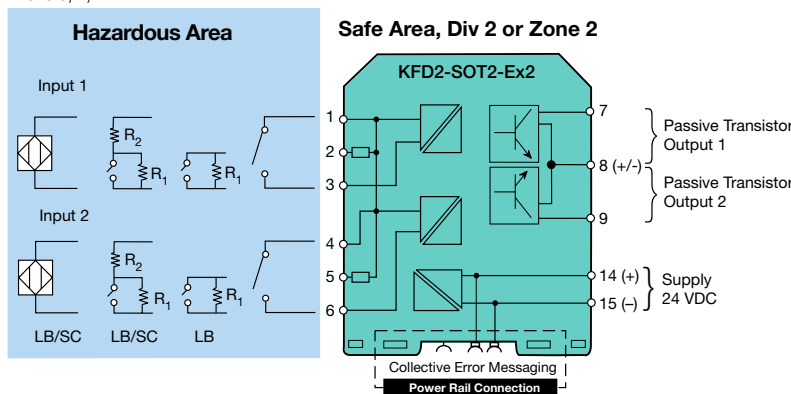 Hazardous Area
Safe Area, Div 2 or Zone 2
KFD2-SOT2-Ex2
Input 1
R2
R1
R1
1
2
3
7
8 (+/-)
9
Passive Transistor
Output 1
Passive Transistor
Output 2
Input 2
R2
R1
R1
4
5
6
14 (+)
15 (–)
Supply
24 VDC
LB/SC
LB/SC
LB
Collective Error Messaging
Power Rail Connection